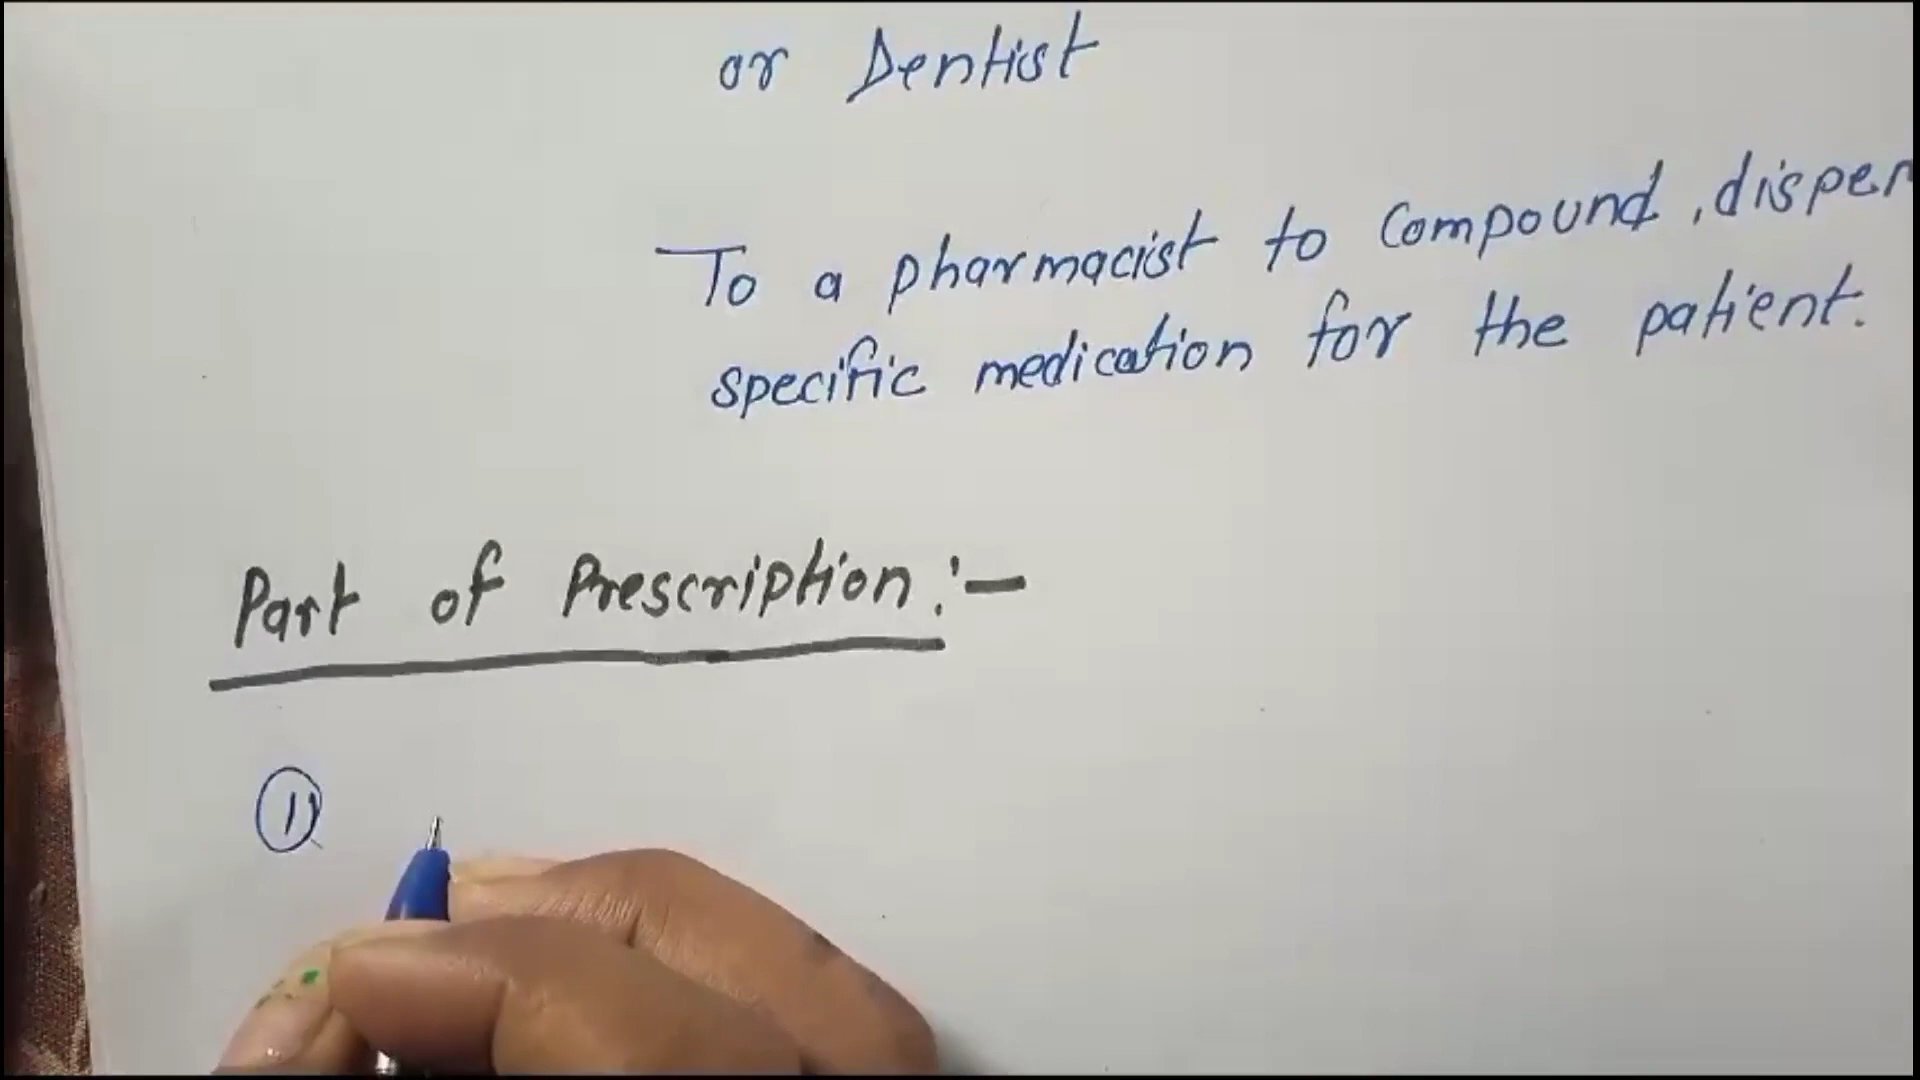 or Dentist
To a pharmacist to Compound, dispen
specific medication for the patient.
Part of Prescription :-
1